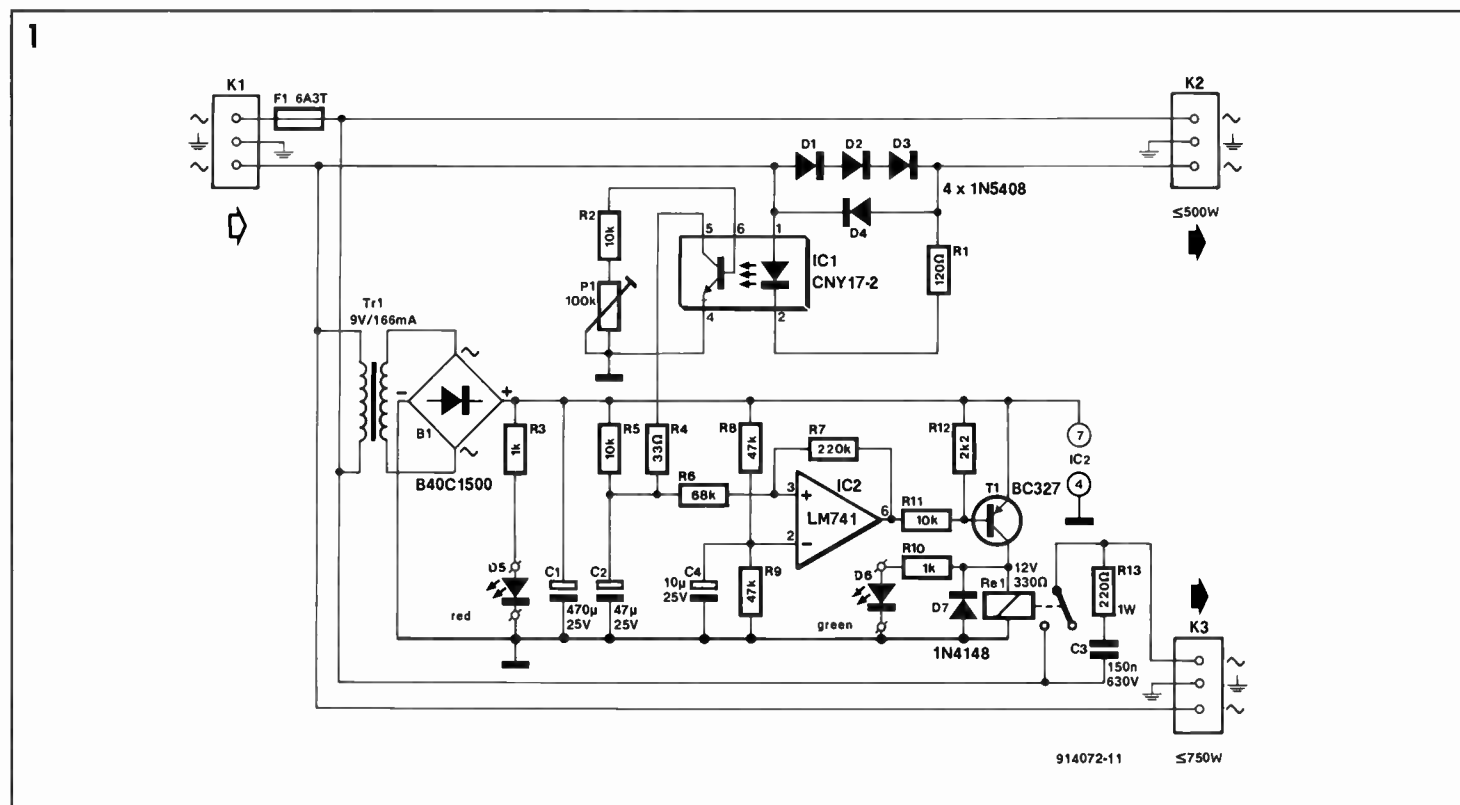 1
K1
F1 6A3T
K2
D1
D2
D3
4 x 1N5408
≤500W
R2
10k
5
6
1
D4
IC1
CNY17-2
R1
120Ω
P1
100k
4
2
Tr1
9V/166mA
B1
B40C1500
R3
1k
R5
10k
R4
33Ω
R8
47k
R7
220k
R12
2k2
7
IC2
4
R6
68k
3
IC2
LM741
6
2
R11
10k
T1
BC327
D5
red
C1
470µ
25V
C2
47µ
25V
C4
10µ
25V
R9
47k
D6
green
R10
1k
D7
1N4148
12V
330Ω
Re1
R13
220Ω
1W
C3
150n
630V
K3
914072-11
≤750W